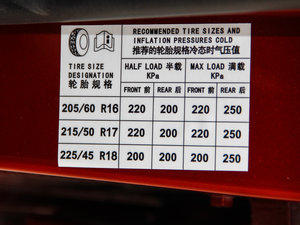 RECOMMENDED TIRE SIZES AND
INFLATION PRESSURES COLD
推荐的轮胎规格冷态时气压值
TIRE SIZE
DESIGNATION
轮胎规格
HALF LOAD 半载 MAX LOAD 满载
KPa KPa
FRONT 前 REAR 后 FRONT 前 REAR 后
205/60 R16 220 200 220 250
215/50 R17 220 200 220 250
225/45 R18 200 200 200 250